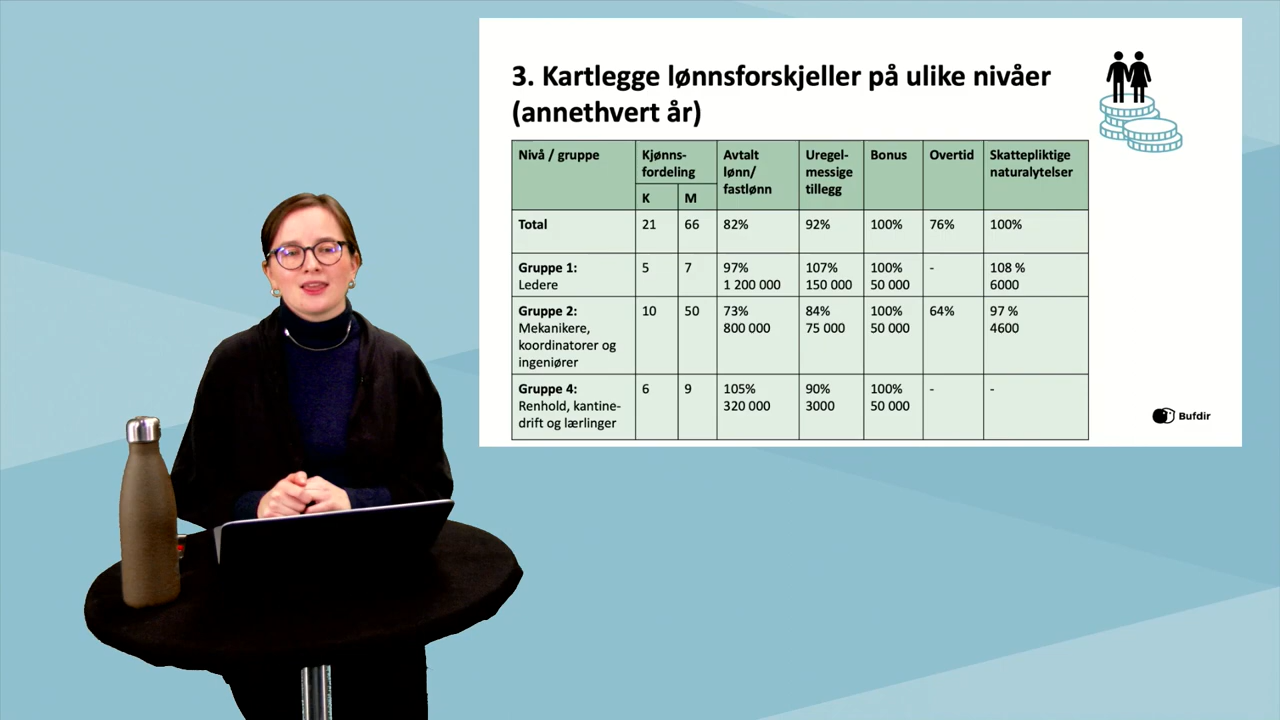 3. Kartlegge lønnsforskjeller på ulike nivåer
(annethvert år)
Nivå / gruppe Kjønns-fordeling Avtalt lønn/ fastlønn Uregel-messige tillegg Bonus Overtid Skattepliktige naturalytelser
K M
Total 21 66 82% 92% 100% 76% 100%
Gruppe 1: 5 7 97% 107% 100% - 108 %
Ledere 1 200 000 150 000 50 000 6000
Gruppe 2: 10 50 73% 84% 100% 64% 97 %
Mekanikere, 800 000 75 000 50 000 4600
koordinatorer og
ingeniører
Gruppe 4: 6 9 105% 90% 100% - -
Renhold, kantine- 320 000 3000 50 000
drift og lærlinger
Bufdir